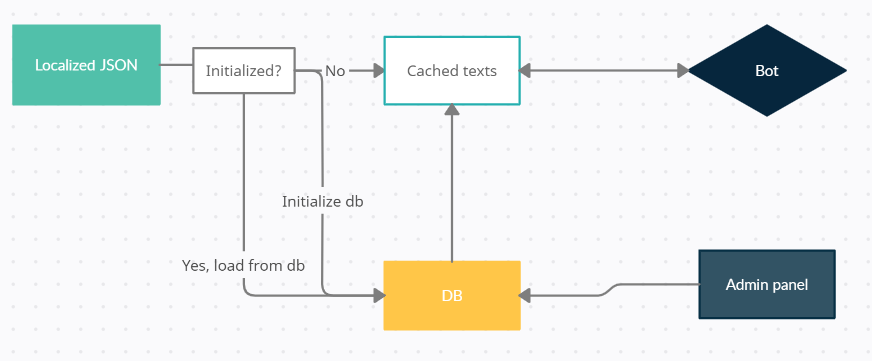 Localized JSON
Initialized?
No
Cached texts
Bot
Initialize db
Yes, load from db
DB
Admin panel